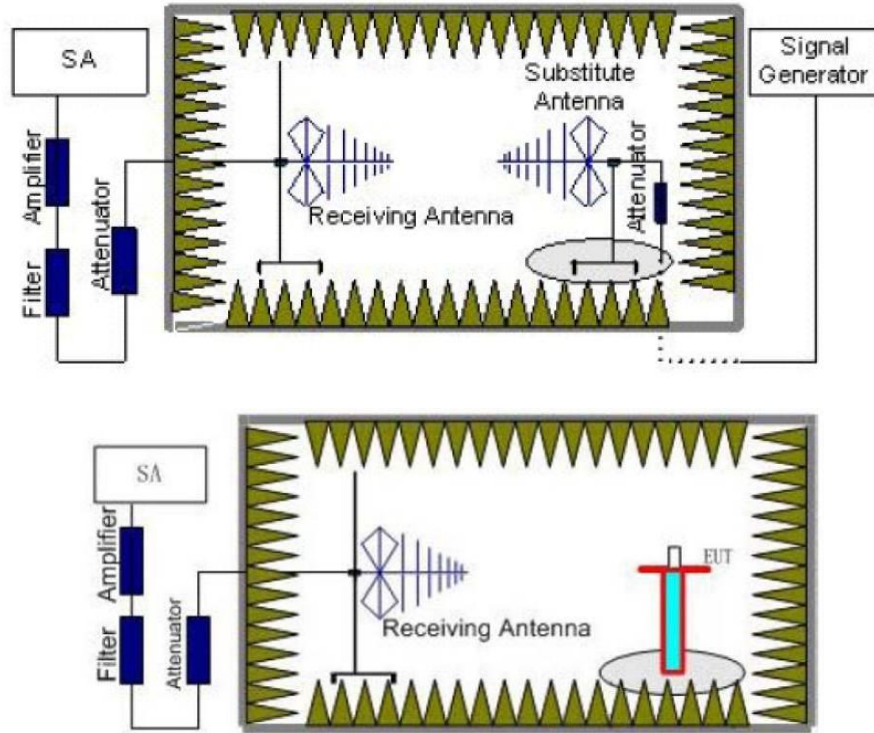 SA
Signal
Generator
Substitute
Antenna
Amplifier
Attenuator
Receiving Antenna
Attenuator
Filter
SA
Amplifier
EUT
Receiving Antenna
Filter
Attenuator